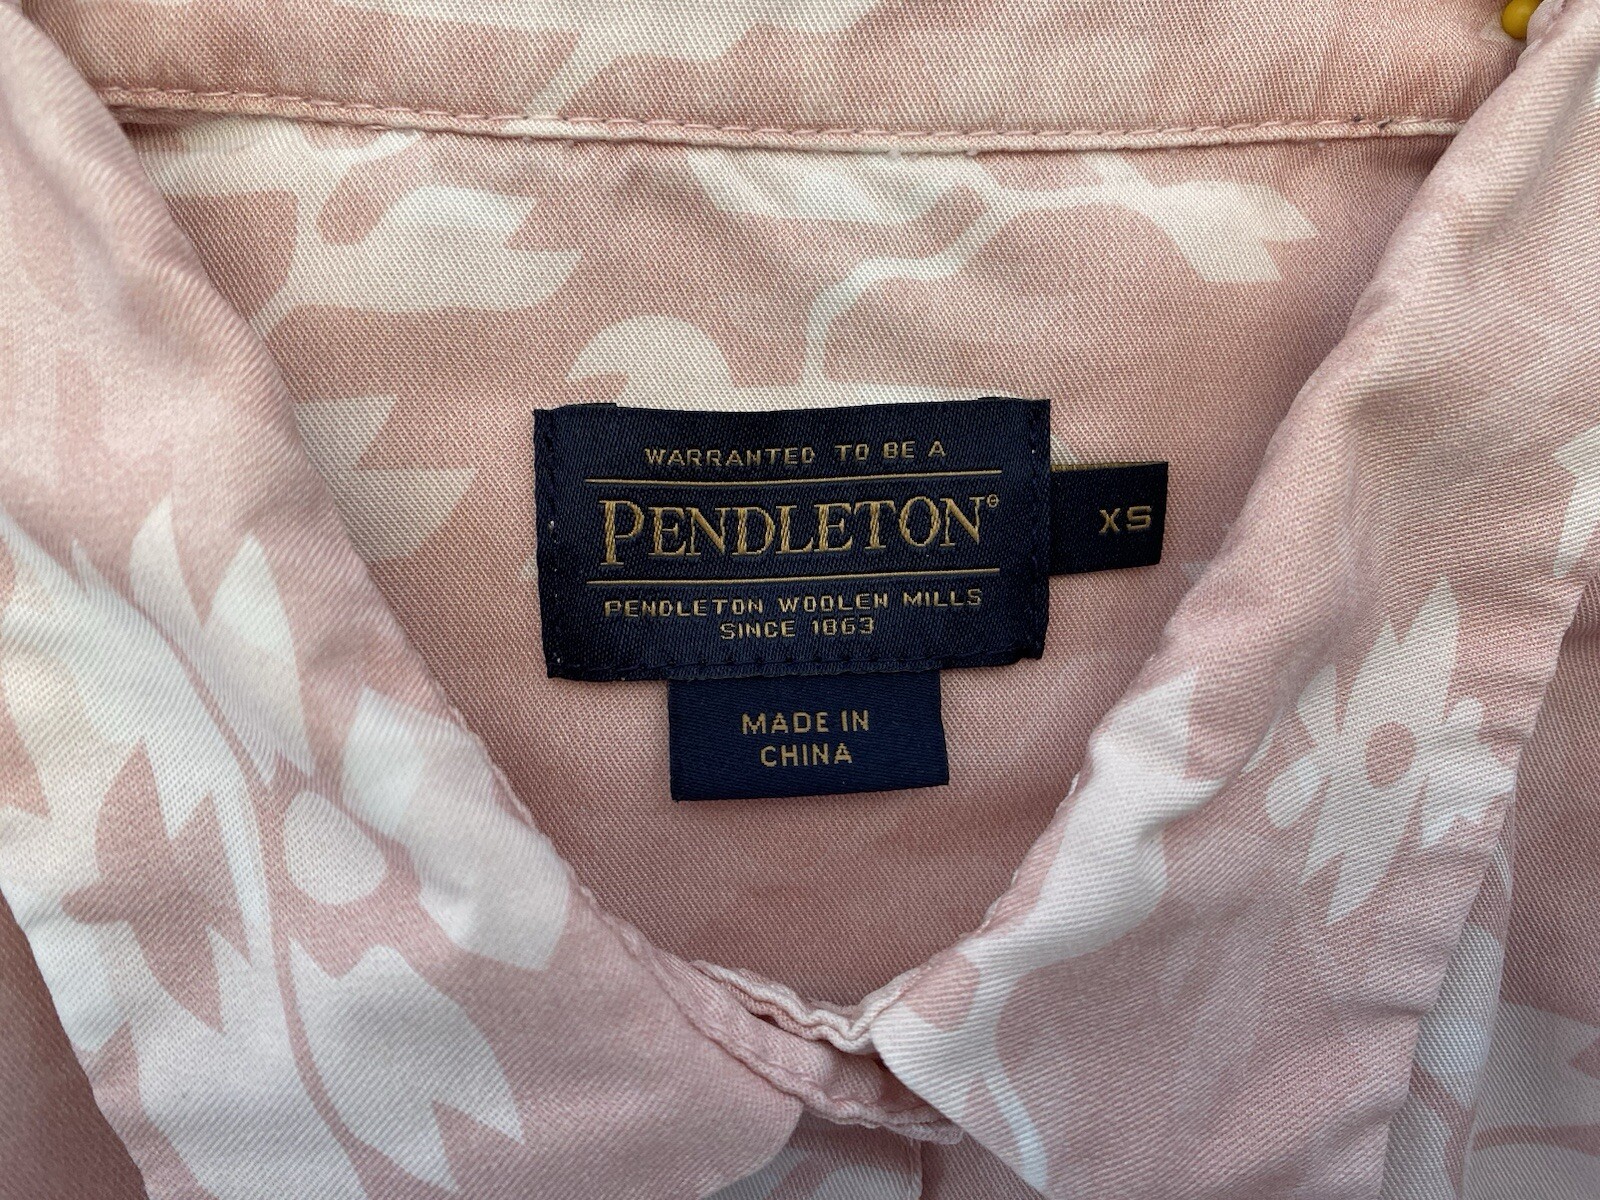 WARRANTED TO BE A
PENDLETON®
XS
PENDLETON WOOLEN MILLS
SINCE 1863
MADE IN
CHINA